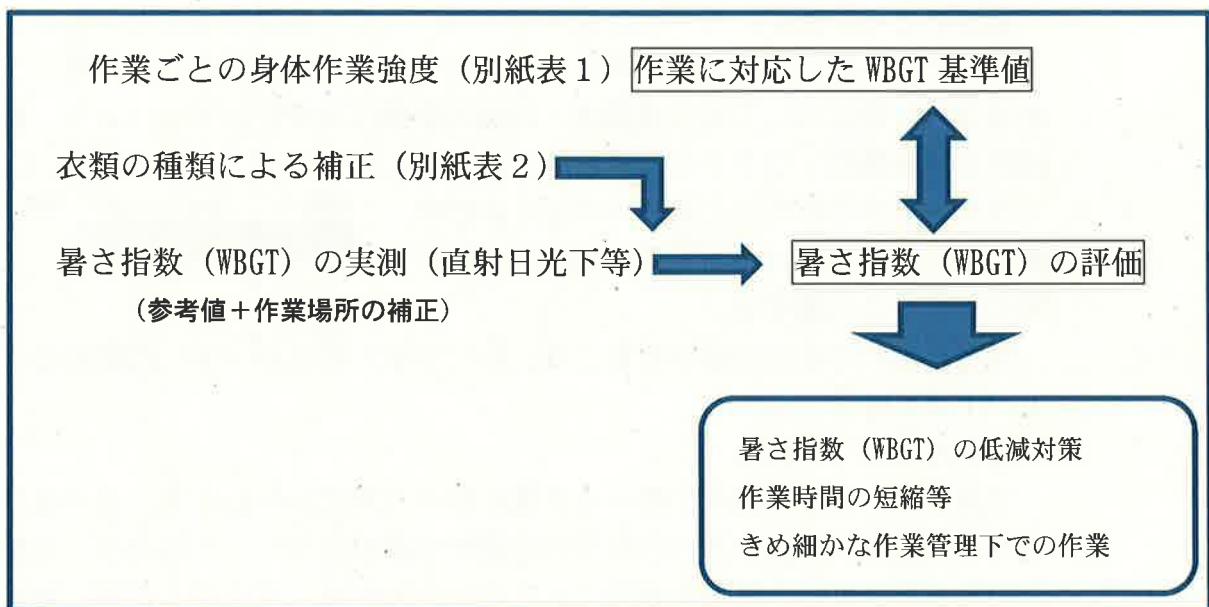 作業ごとの身体作業強度（別紙表１）作業に対応した WBGT 基準値
衣類の種類による補正（別紙表２）
暑さ指数（WBGT）の実測（直射日光下等）
（参考値＋作業場所の補正）
暑さ指数（WBGT）の評価
暑さ指数（WBGT）の低減対策
作業時間の短縮等
きめ細かな作業管理下での作業